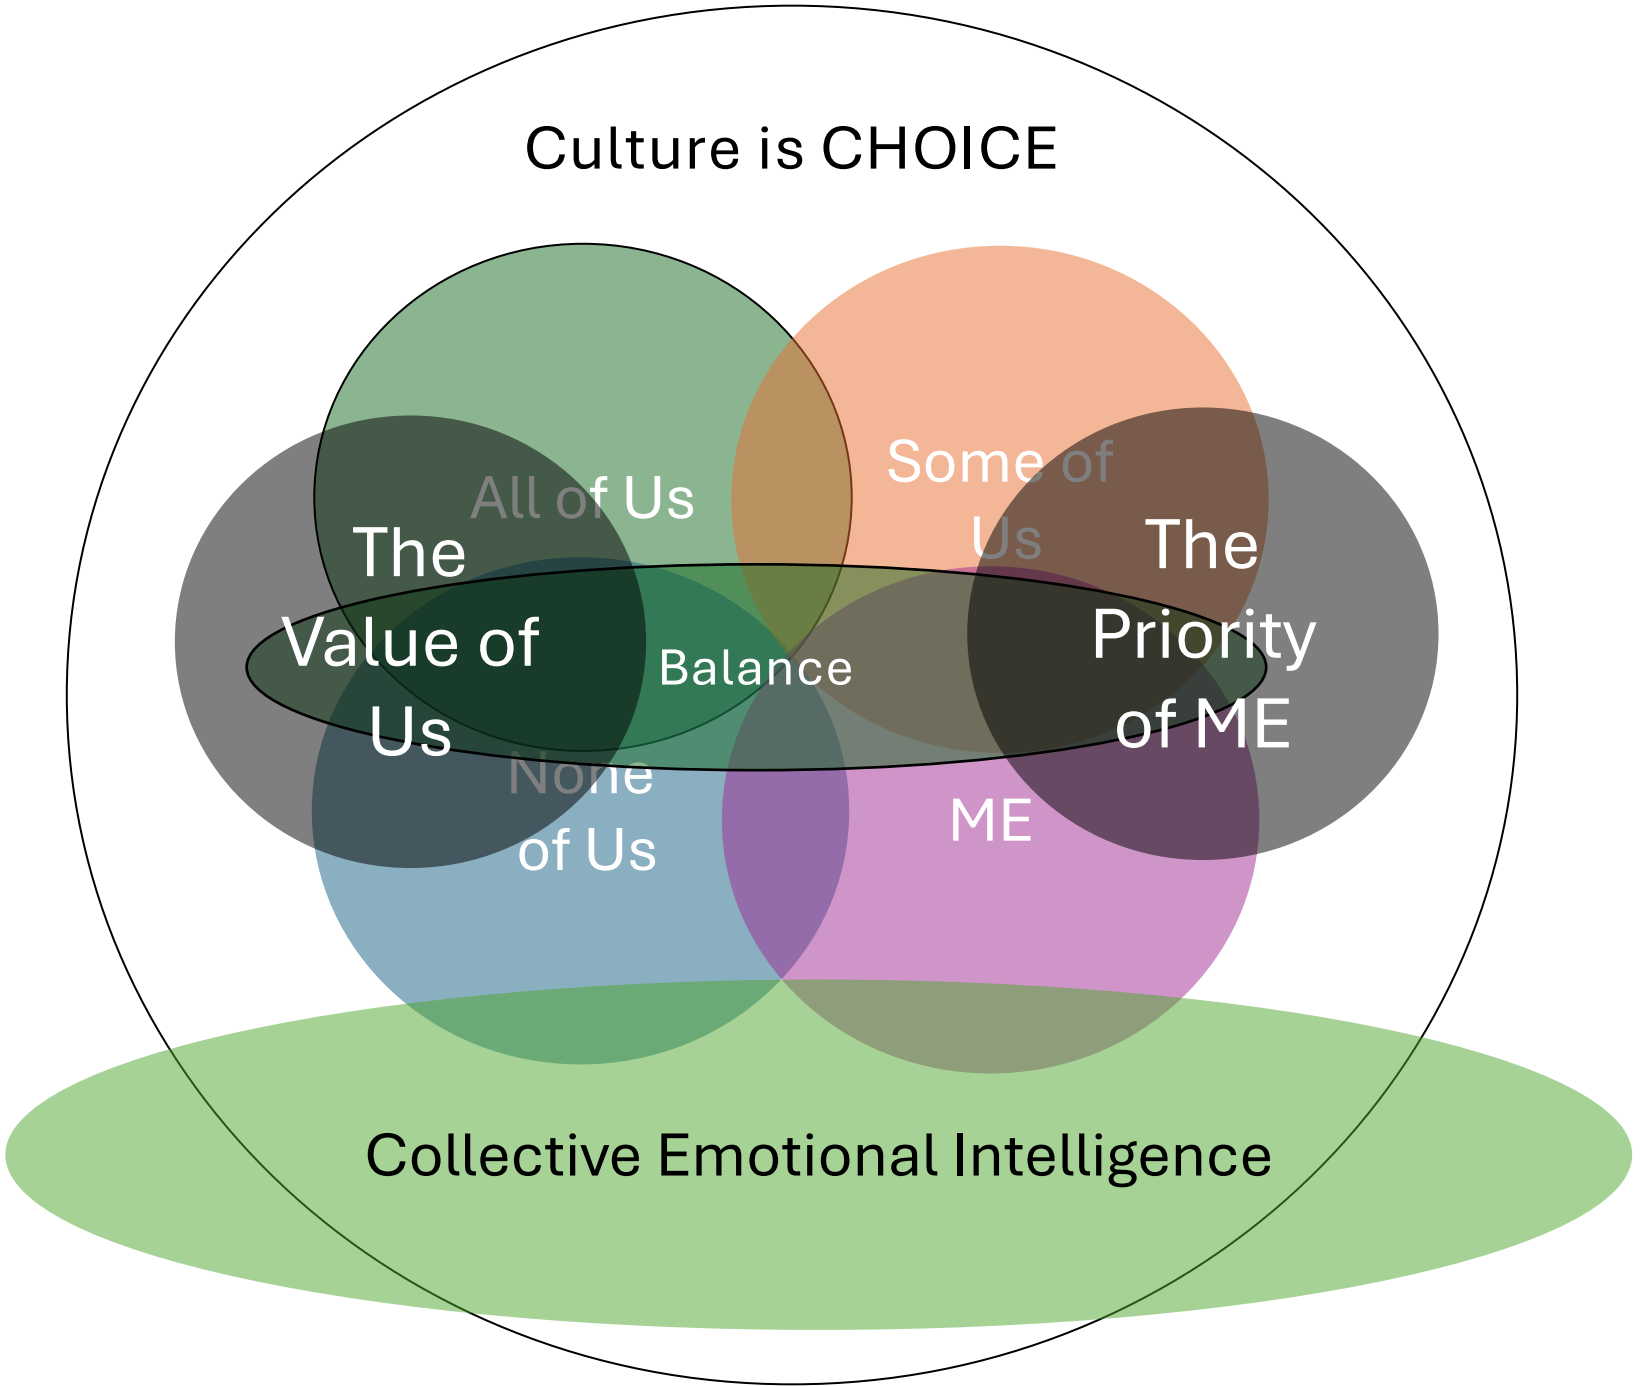 Culture is CHOICE
All of Us
Some of
Us
The
Value of
Us
The
Priority
of ME
Balance
None
of Us
ME
Collective Emotional Intelligence